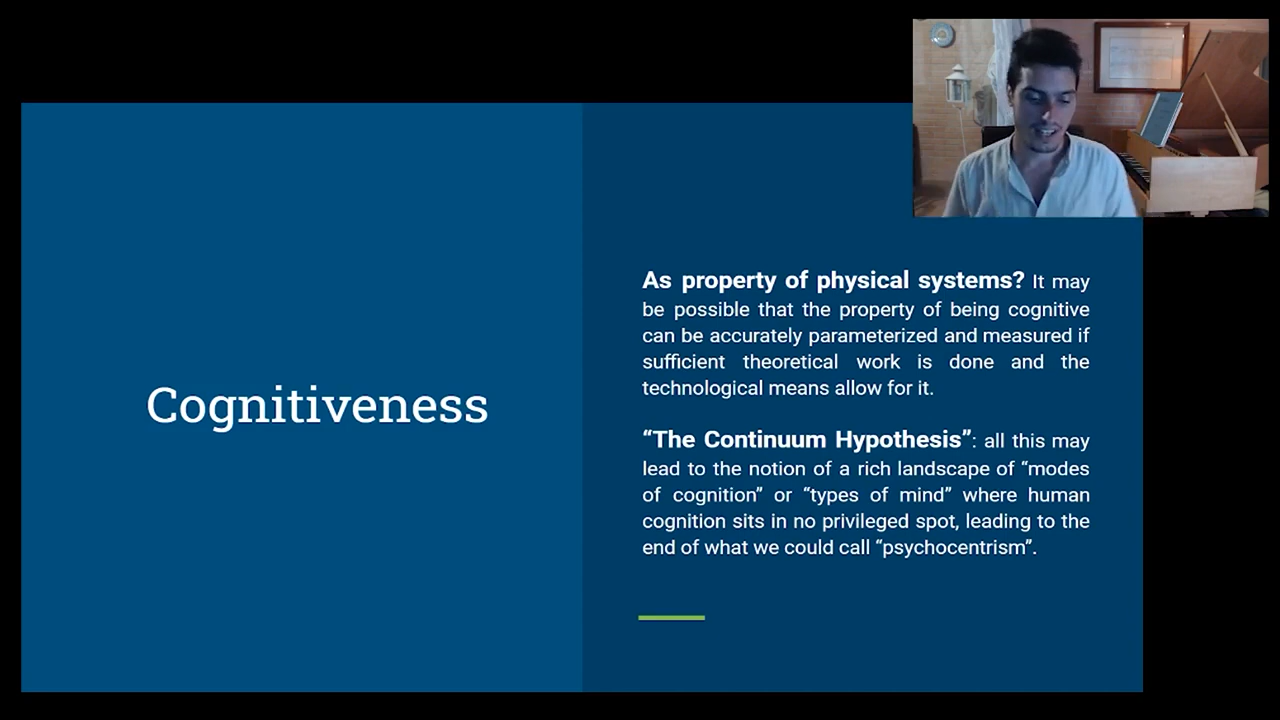 Cognitiveness
As property of physical systems? It may
be possible that the property of being cognitive
can be accurately parameterized and measured if
sufficient theoretical work is done and the
technological means allow for it.
“The Continuum Hypothesis”: all this may
lead to the notion of a rich landscape of “modes
of cognition” or “types of mind” where human
cognition sits in no privileged spot, leading to the
end of what we could call “psychocentrism”.